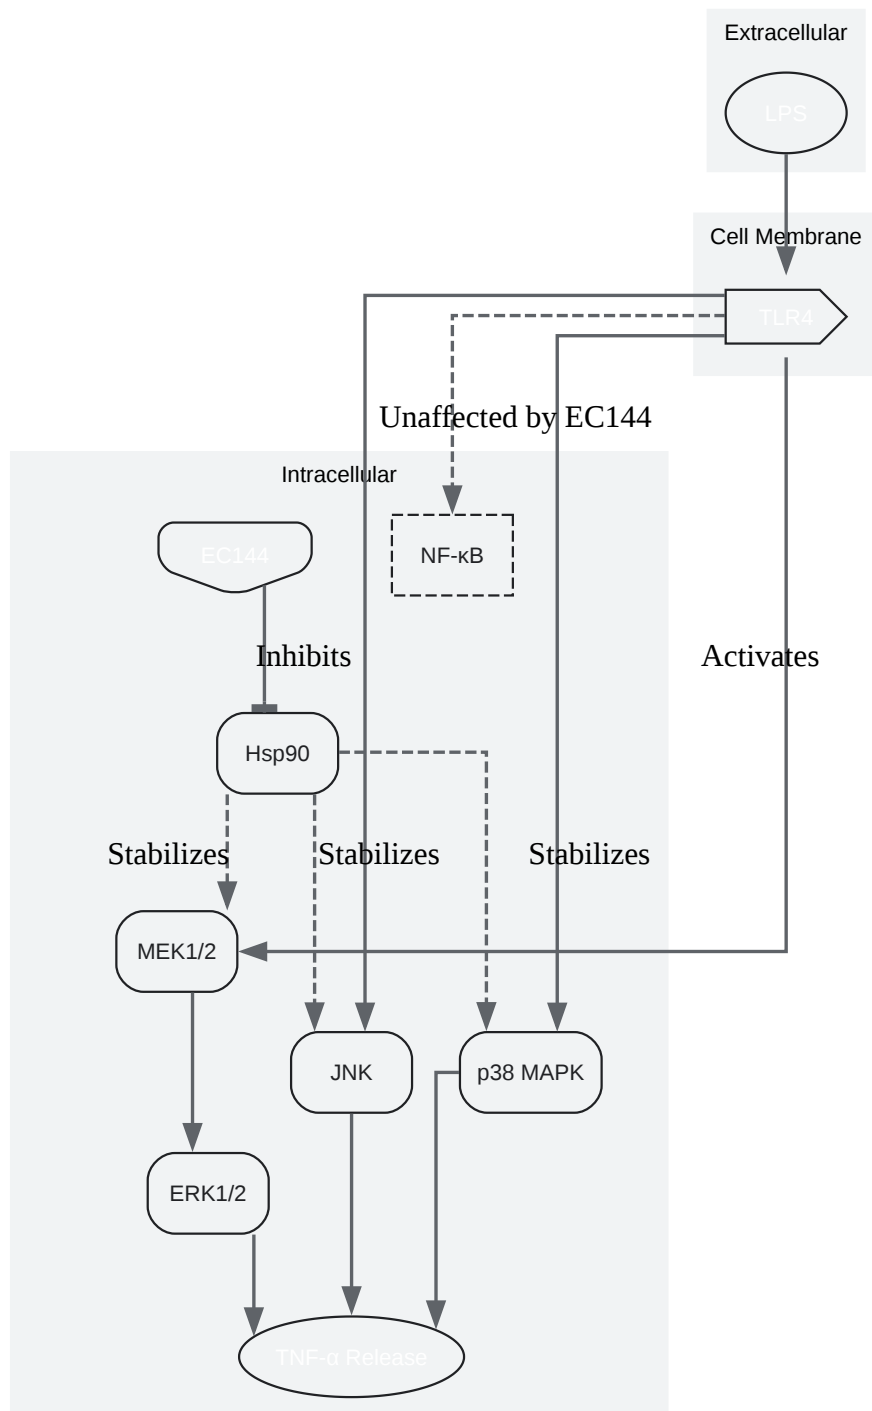 Extracellular
LPS
Cell Membrane
TLR4
Unaffected by EC144
Intracellular
EC144
NF-κB
Inhibits
Activates
Hsp90
Stabilizes
Stabilizes
Stabilizes
MEK1/2
JNK
p38 MAPK
ERK1/2
TNF-α Release